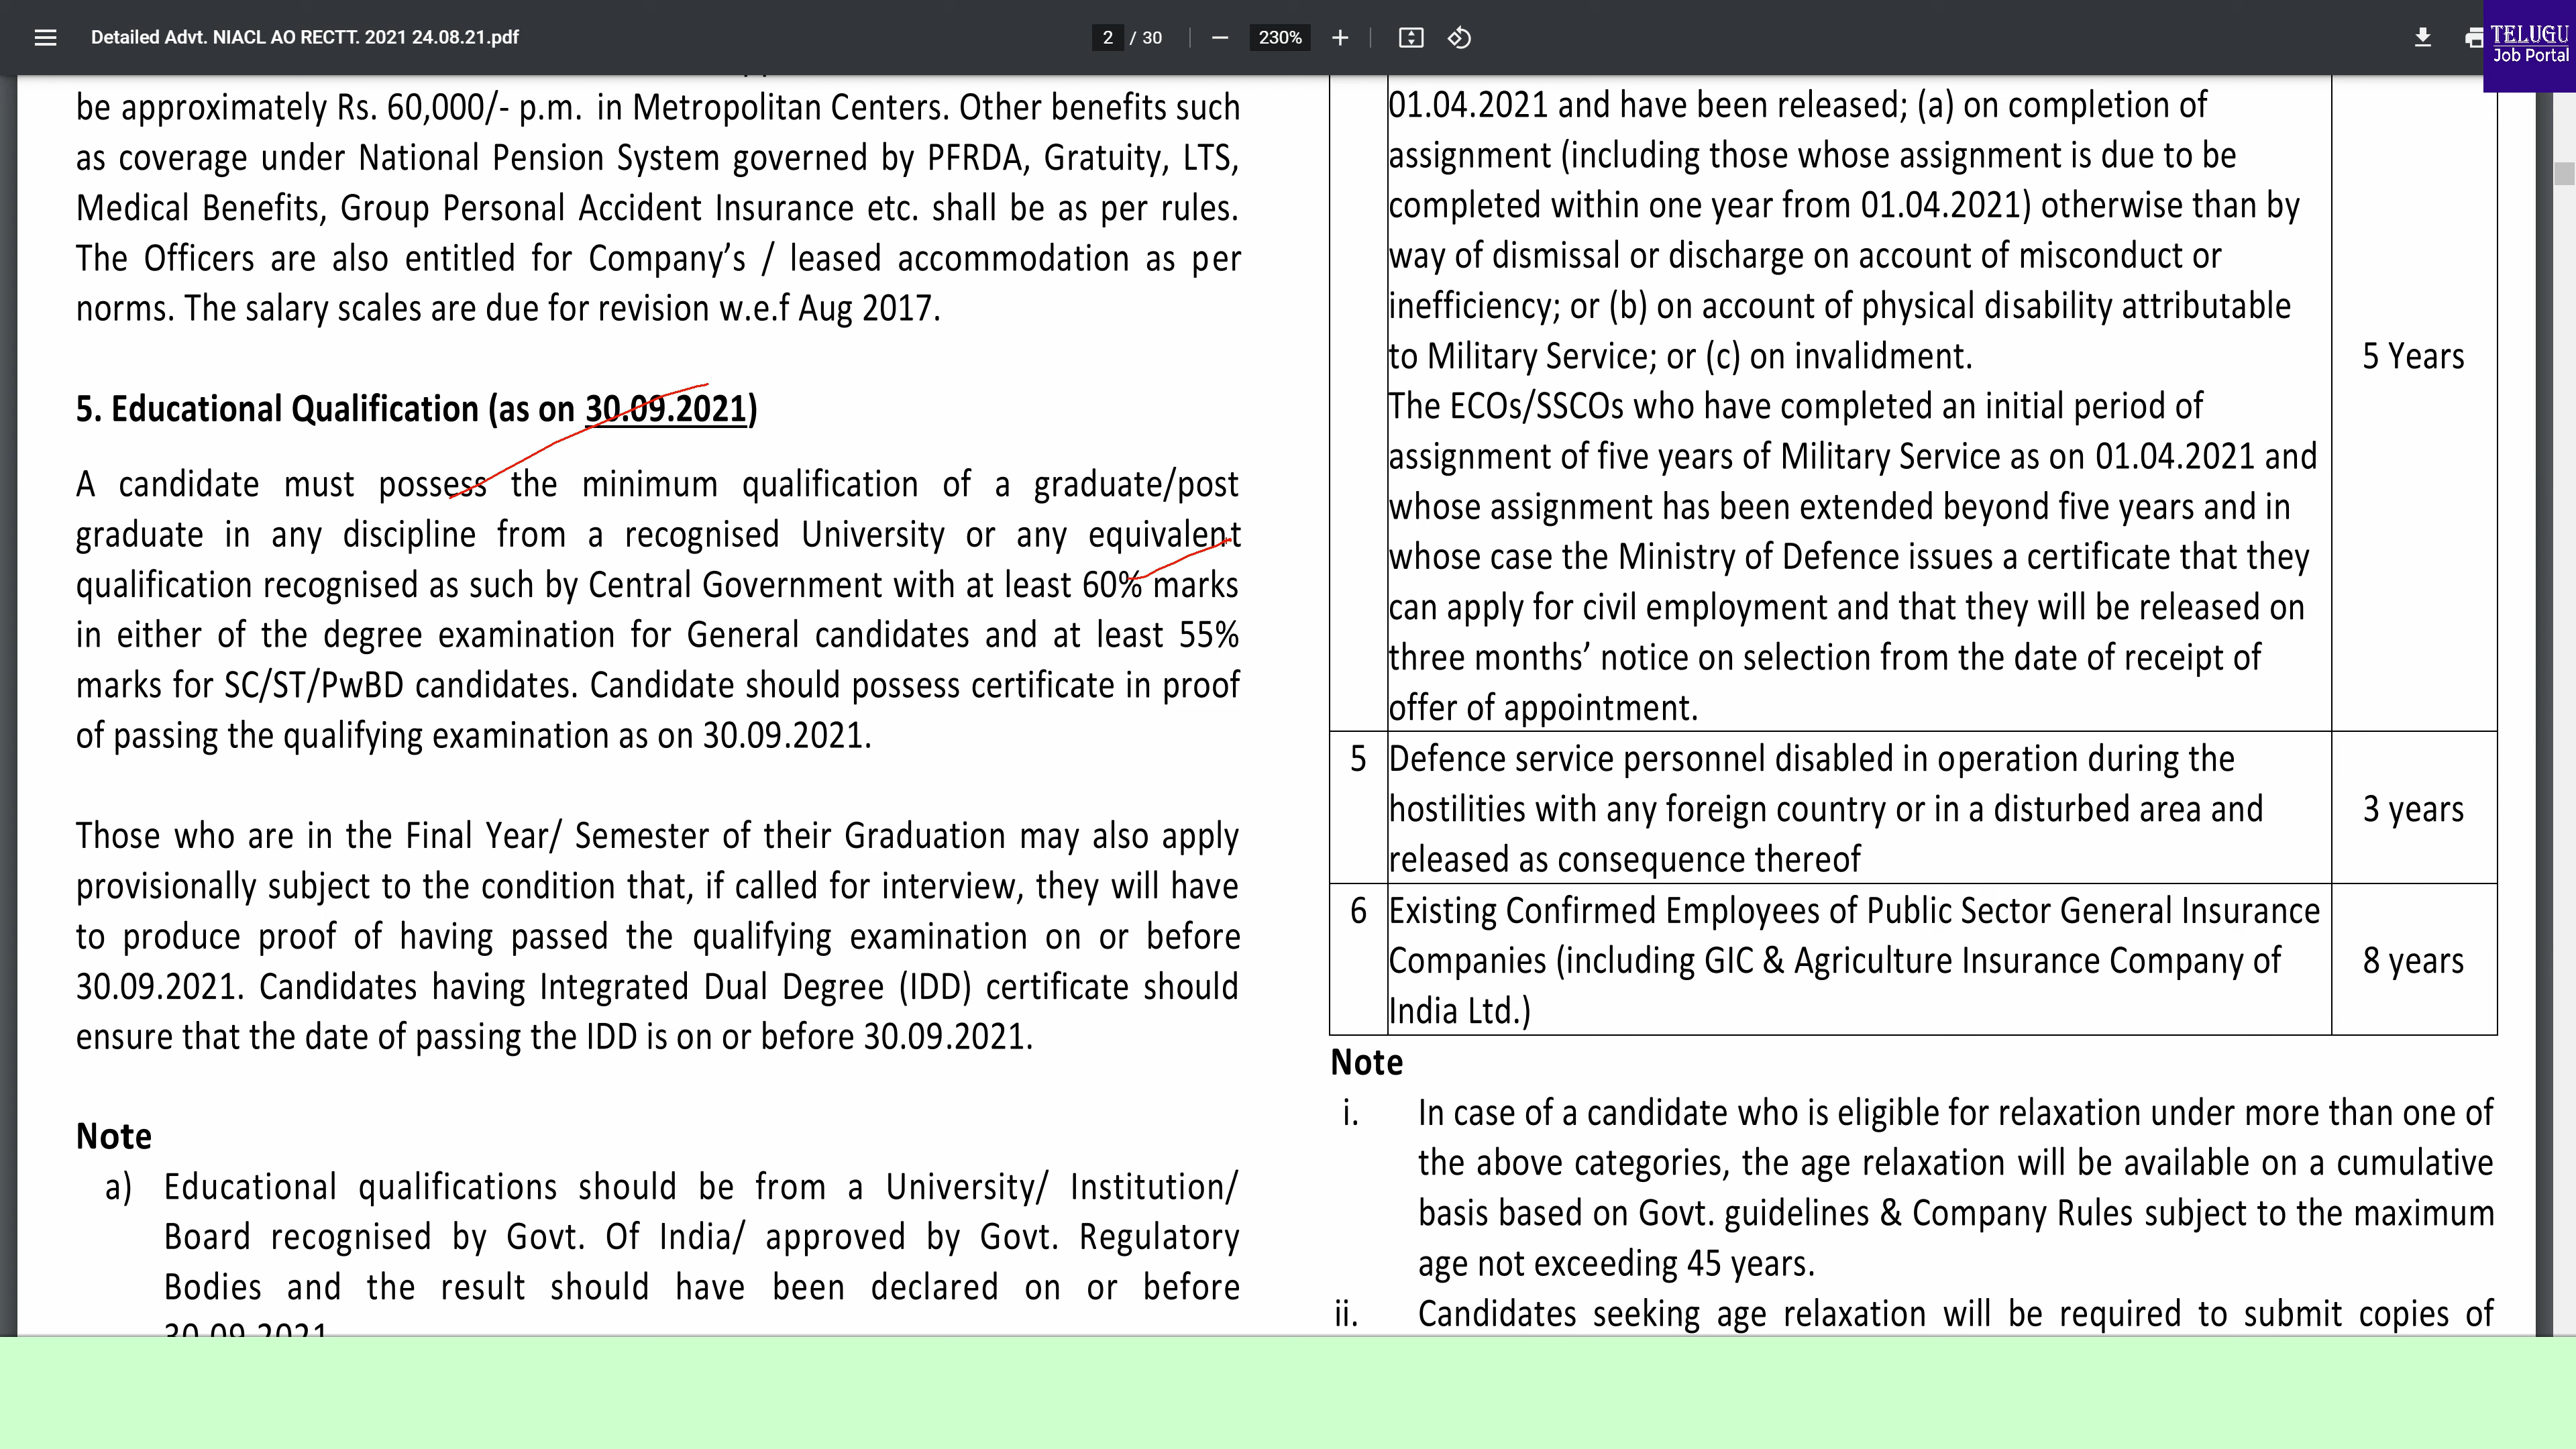 Detailed Advt. NIACL AO RECTT. 2021 24.08.21.pdf
2 / 30
230%
TELUGU
Job Portal
be approximately Rs. 60,000/- p.m. in Metropolitan Centers. Other benefits such
as coverage under National Pension System governed by PFRDA, Gratuity, LTS,
Medical Benefits, Group Personal Accident Insurance etc. shall be as per rules.
The Officers are also entitled for Company’s / leased accommodation as per
norms. The salary scales are due for revision w.e.f Aug 2017.
5. Educational Qualification (as on 30.09.2021)
A candidate must possess the minimum qualification of a graduate/post
graduate in any discipline from a recognised University or any equivalent
qualification recognised as such by Central Government with at least 60% marks
in either of the degree examination for General candidates and at least 55%
marks for SC/ST/PwBD candidates. Candidate should possess certificate in proof
of passing the qualifying examination as on 30.09.2021.
Those who are in the Final Year/ Semester of their Graduation may also apply
provisionally subject to the condition that, if called for interview, they will have
to produce proof of having passed the qualifying examination on or before
30.09.2021. Candidates having Integrated Dual Degree (IDD) certificate should
ensure that the date of passing the IDD is on or before 30.09.2021.
Note
a) Educational qualifications should be from a University/ Institution/
Board recognised by Govt. Of India/ approved by Govt. Regulatory
Bodies and the result should have been declared on or before
30.09.2021
01.04.2021 and have been released; (a) on completion of
assignment (including those whose assignment is due to be
completed within one year from 01.04.2021) otherwise than by
way of dismissal or discharge on account of misconduct or
inefficiency; or (b) on account of physical disability attributable
to Military Service; or (c) on invalidment.
5 Years
The ECOs/SSCOs who have completed an initial period of
assignment of five years of Military Service as on 01.04.2021 and
whose assignment has been extended beyond five years and in
whose case the Ministry of Defence issues a certificate that they
can apply for civil employment and that they will be released on
three months’ notice on selection from the date of receipt of
offer of appointment.
5 Defence service personnel disabled in operation during the
hostilities with any foreign country or in a disturbed area and
3 years
released as consequence thereof
6 Existing Confirmed Employees of Public Sector General Insurance
Companies (including GIC & Agriculture Insurance Company of
8 years
India Ltd.)
Note
i. In case of a candidate who is eligible for relaxation under more than one of
the above categories, the age relaxation will be available on a cumulative
basis based on Govt. guidelines & Company Rules subject to the maximum
age not exceeding 45 years.
ii. Candidates seeking age relaxation will be required to submit copies of